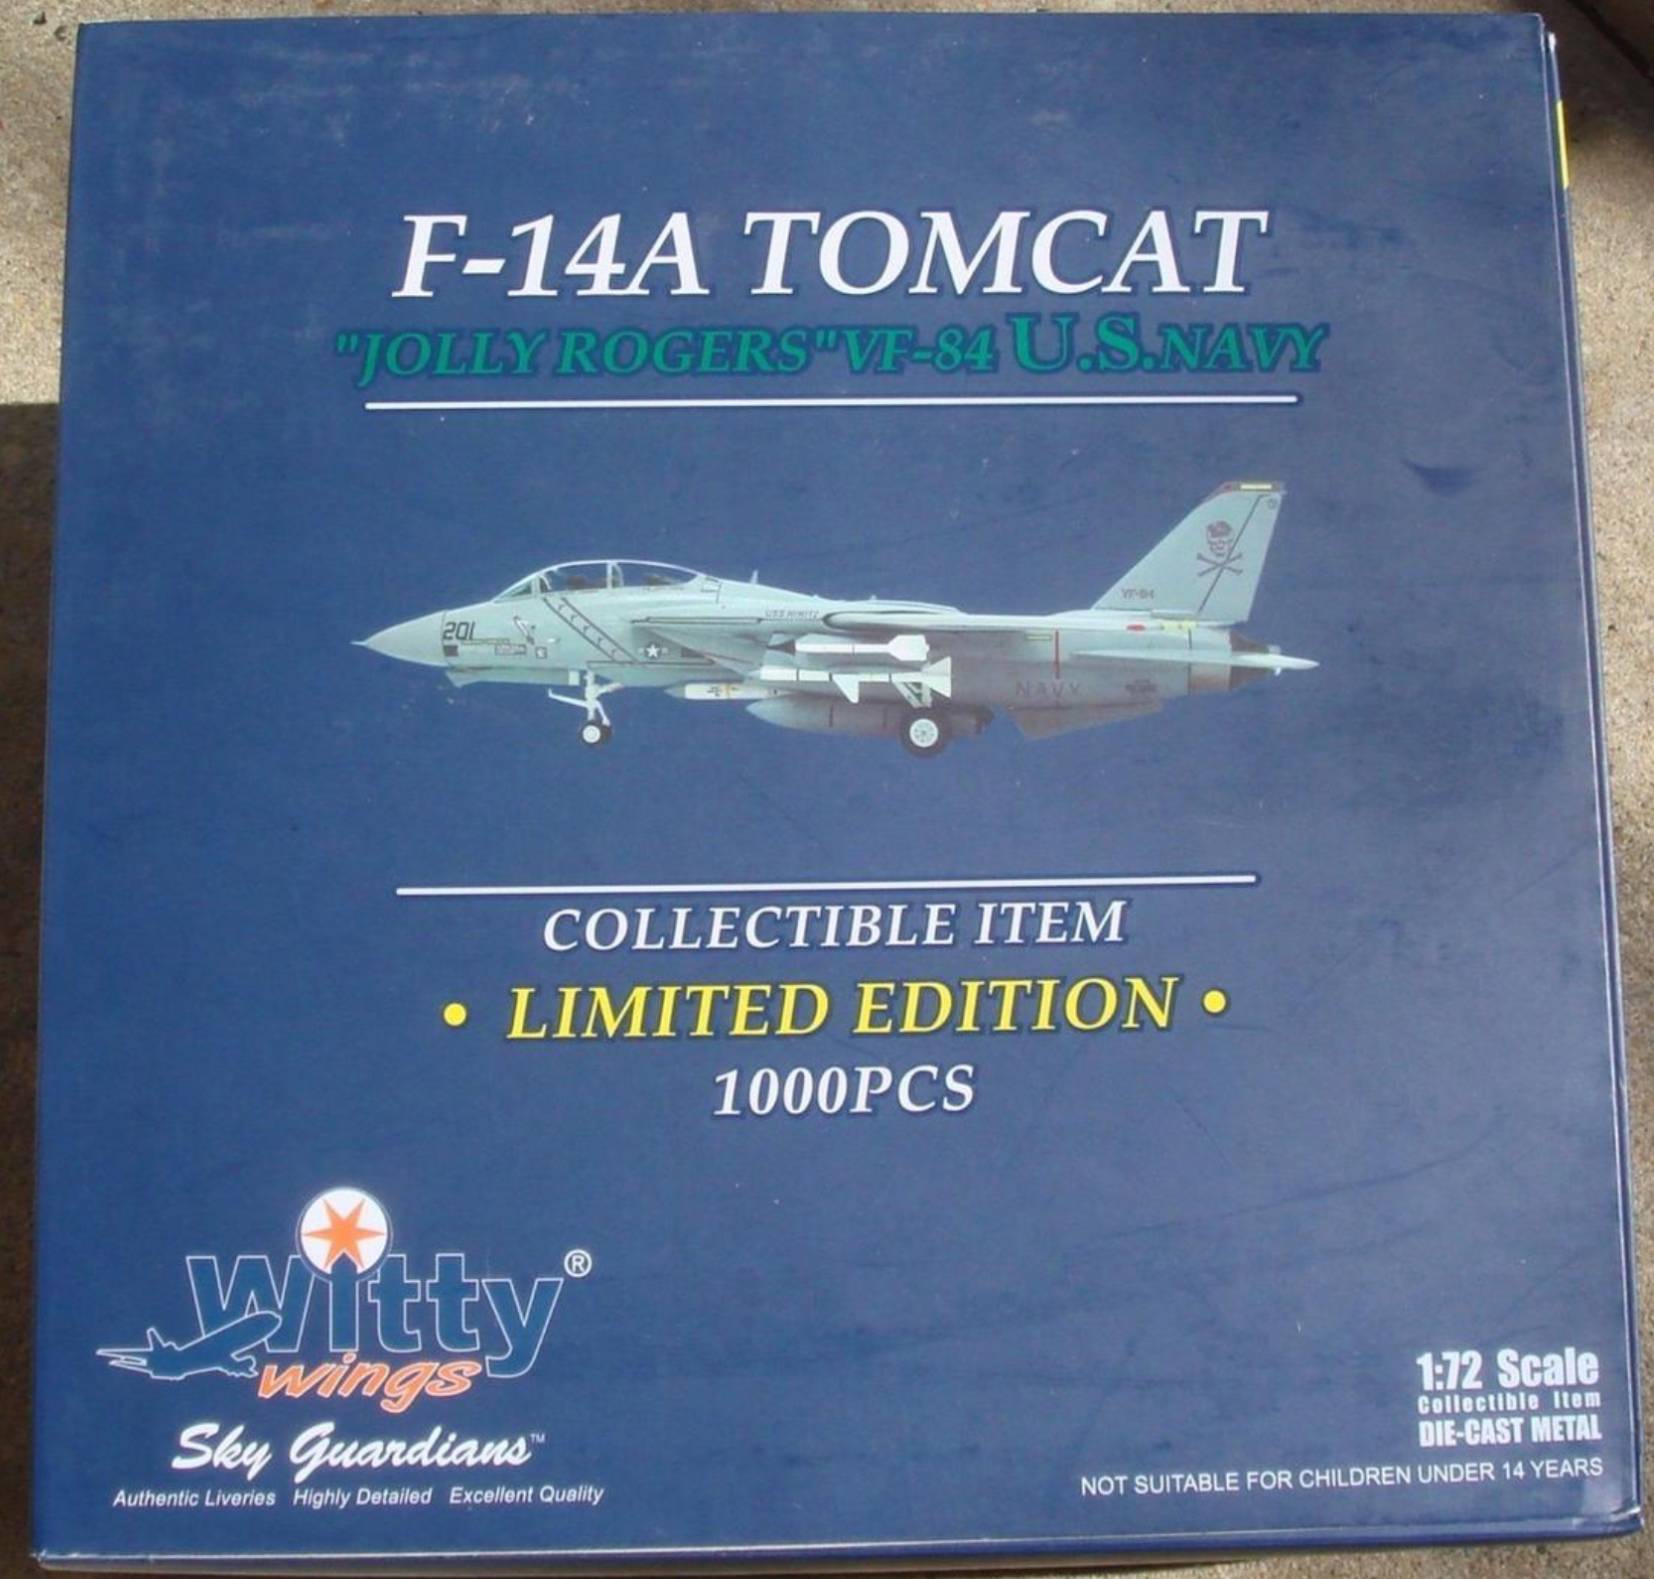 F-14A TOMCAT
"JOLLY ROGERS" VF-84 U.S.NAVY
VF-84
USS NIMITZ
201
NAVY
COLLECTIBLE ITEM
• LIMITED EDITION •
1000PCS
witty®
wings
Sky Guardians™
Authentic Liveries Highly Detailed Excellent Quality
1:72 Scale
Collectible Item
DIE-CAST METAL
NOT SUITABLE FOR CHILDREN UNDER 14 YEARS